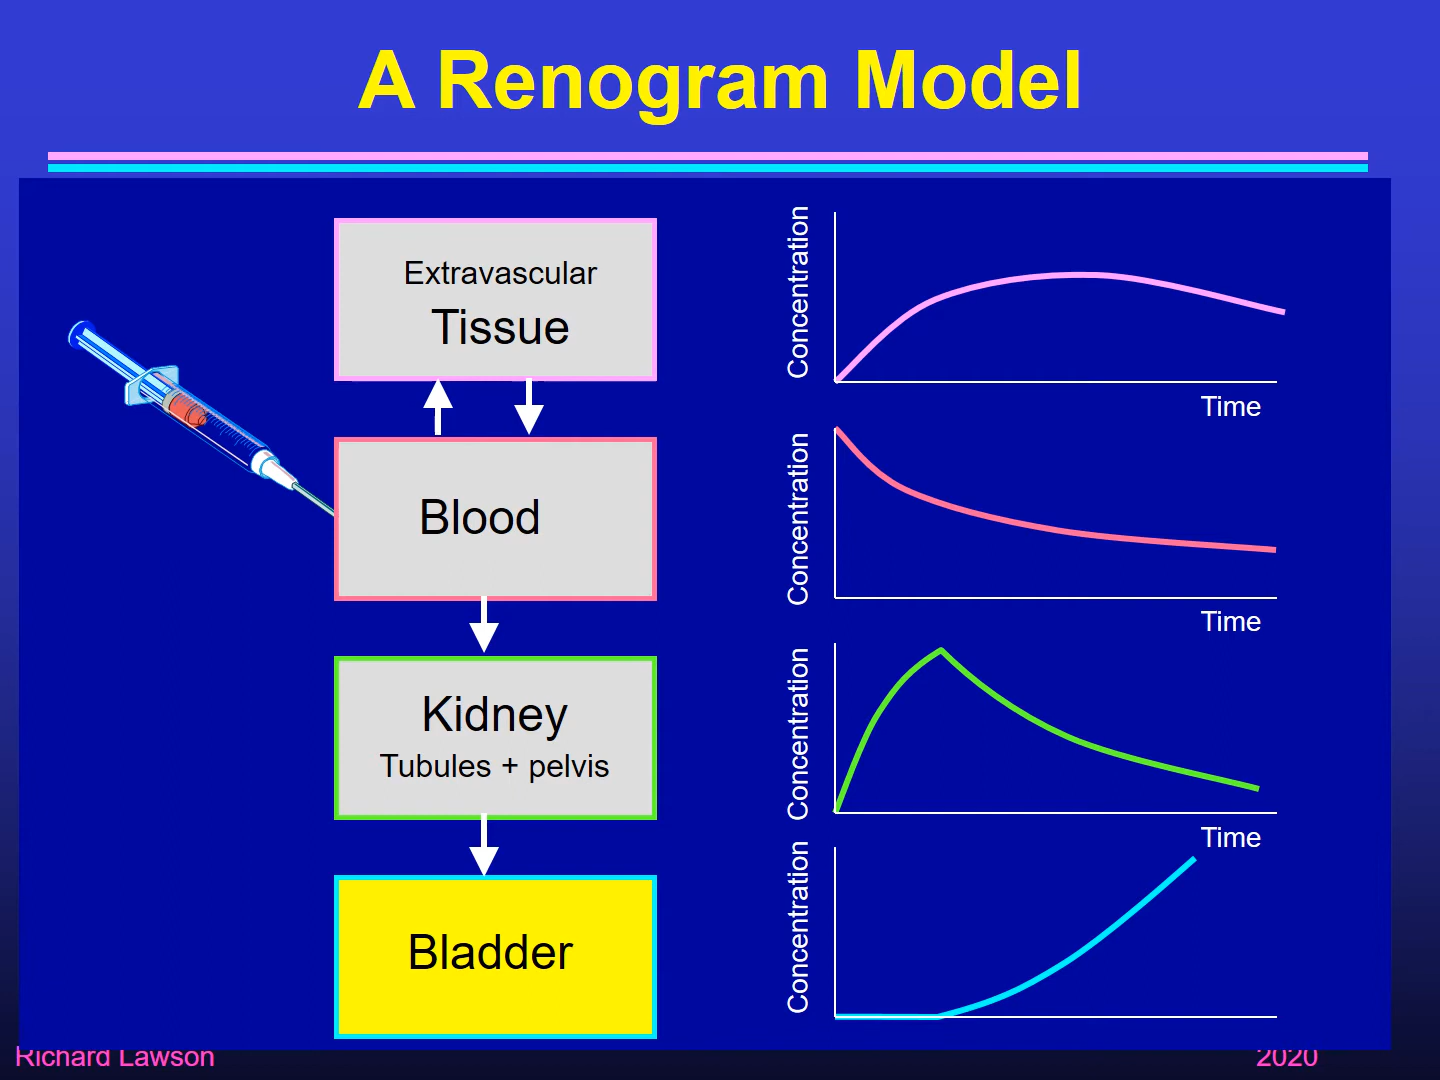 A Renogram Model
Extravascular
Tissue
Blood
Kidney
Tubules + pelvis
Bladder
Concentration
Time
Concentration
Time
Concentration
Time
Concentration
Richard Lawson
2020